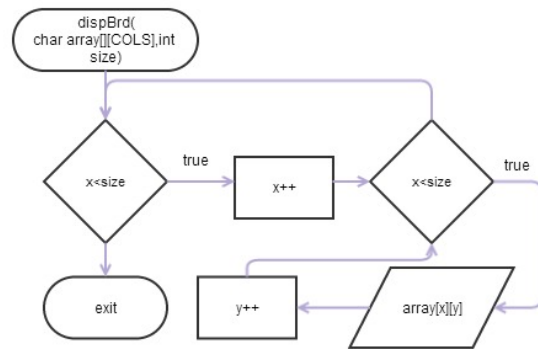 dispBrd(
char array[][COLS],int
size)
x<size
true
x++
x<size
true
exit
y++
array[x][y]